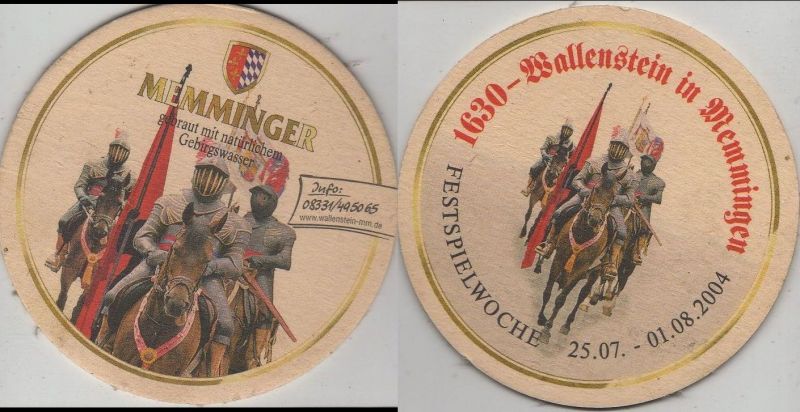 MEMMINGER
gebraut mit natürlichem
Gebirgswasser
Info:
08331/495065
www.wallenstein-mm.de
1630-Wallenstein in Memmingen
FESTSPIELWOCHE 25.07. - 01.08.2004